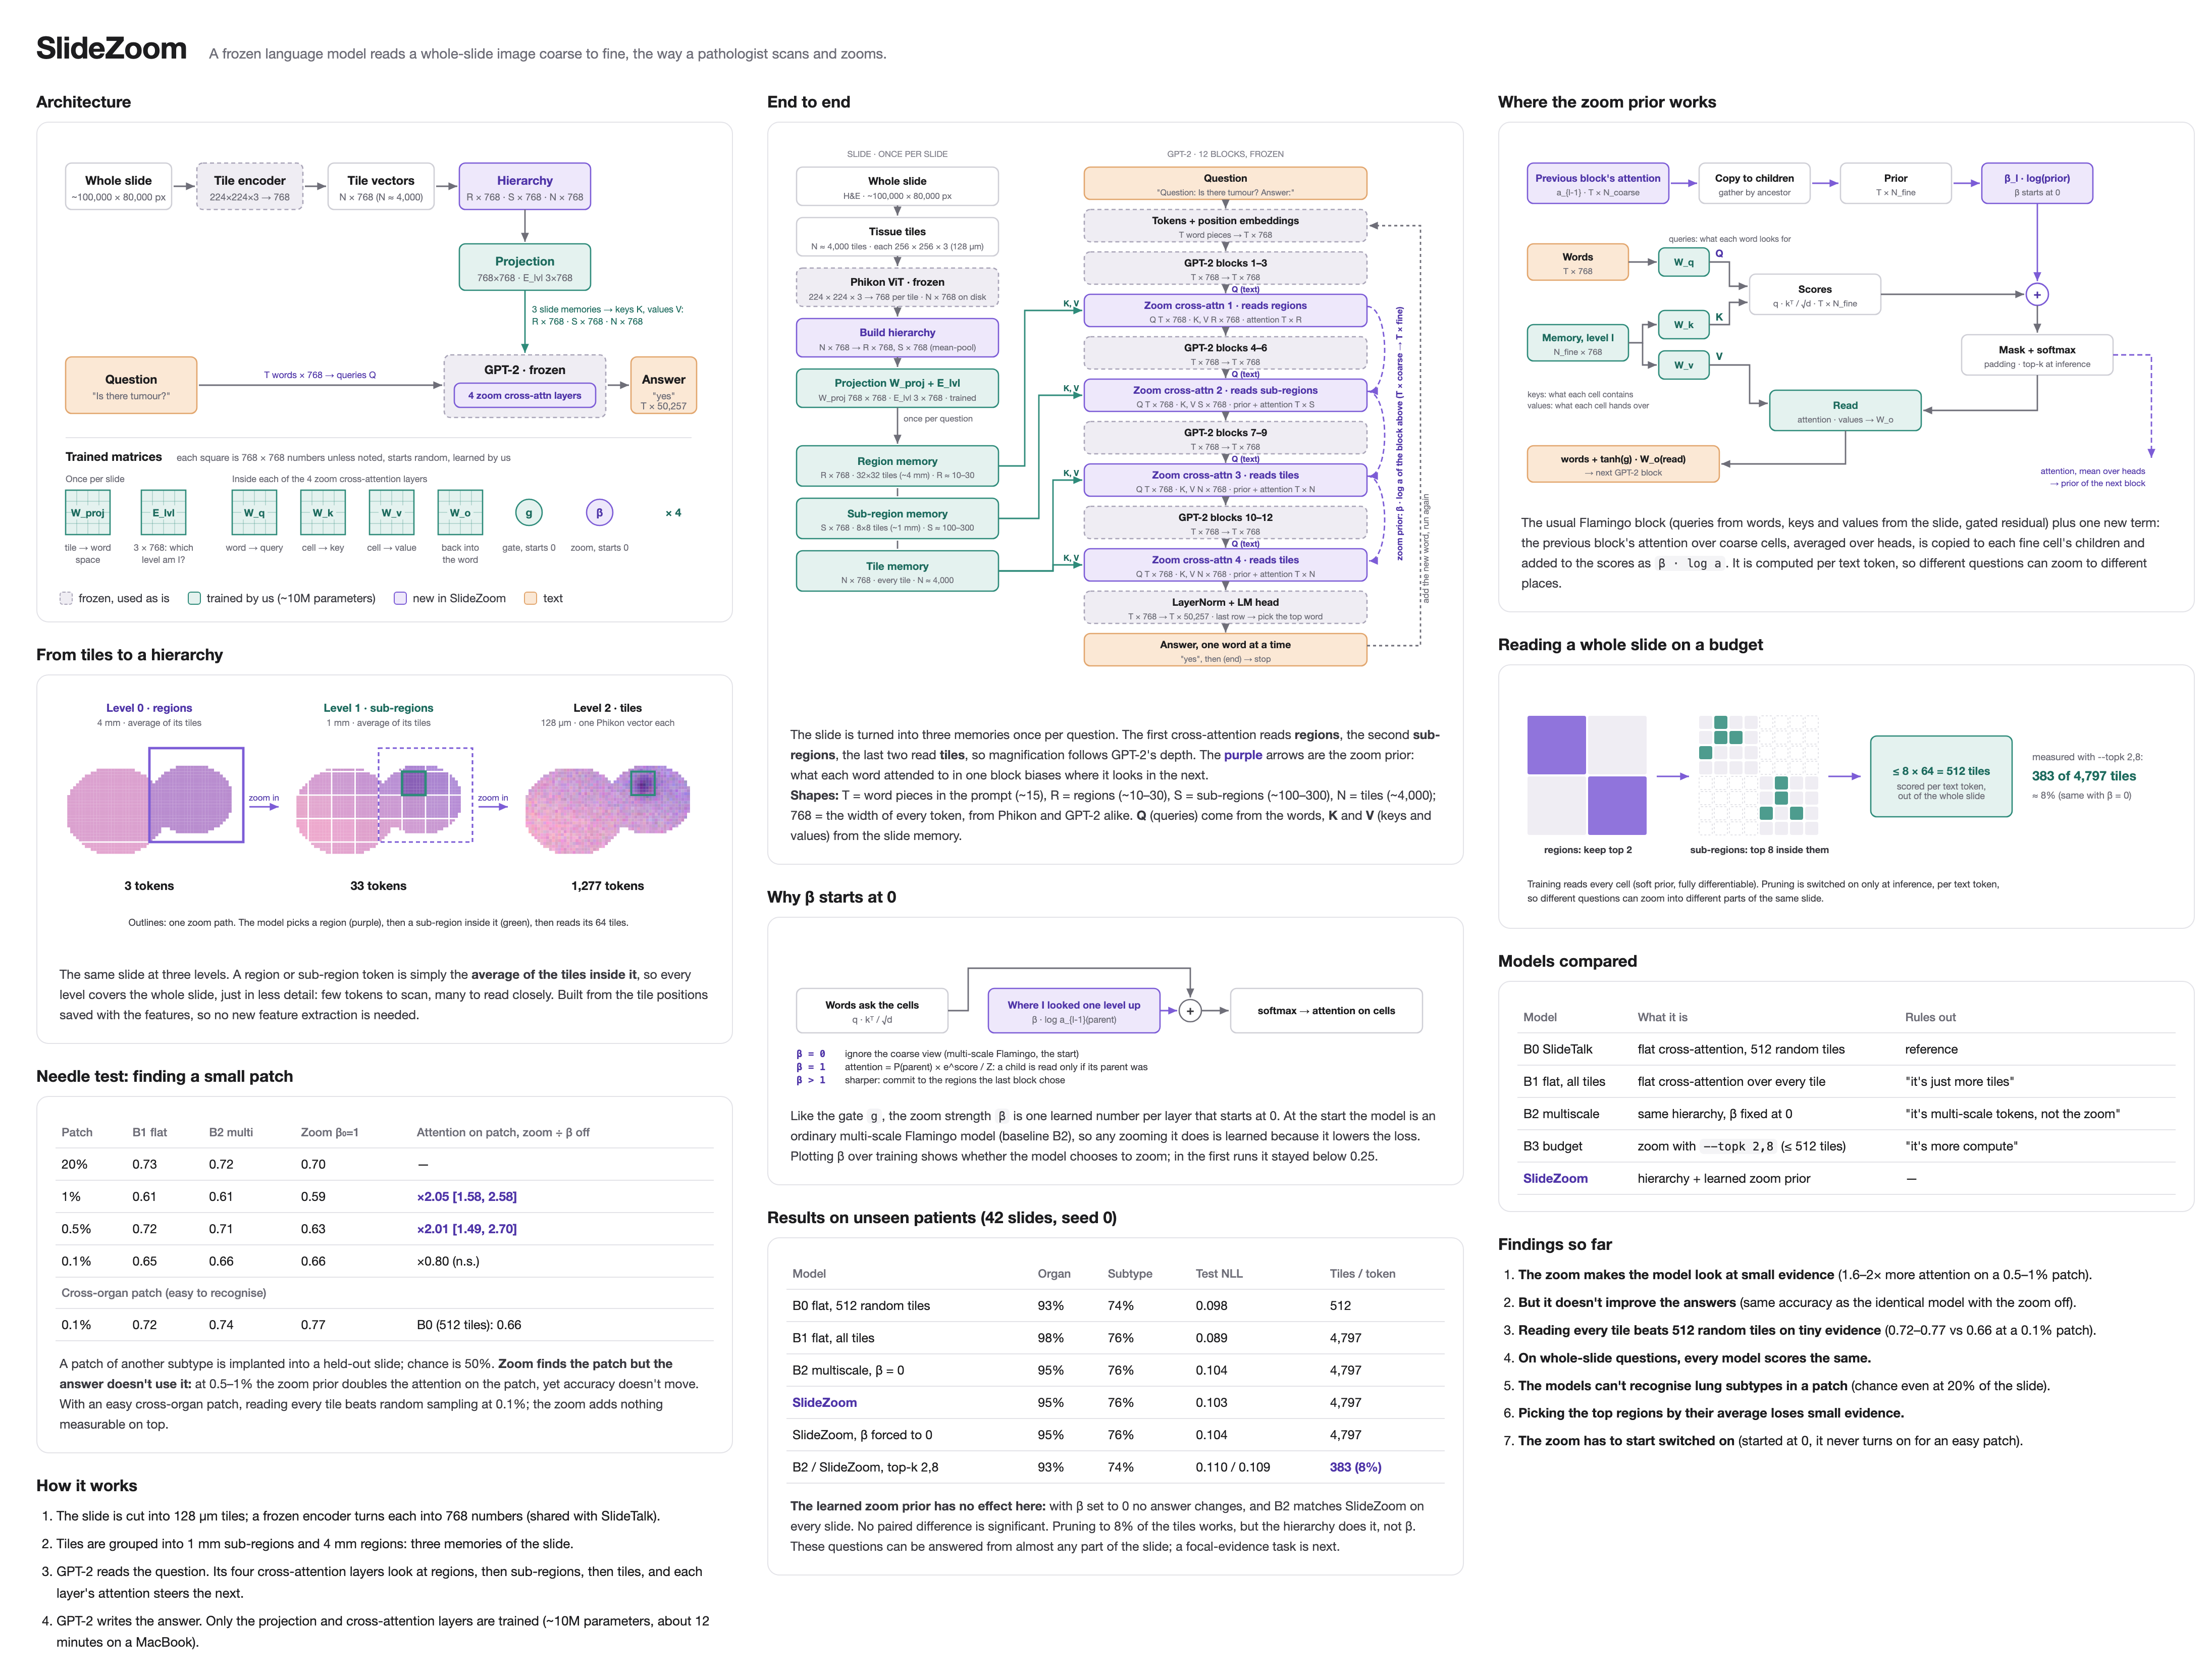 SlideZoom
A frozen language model reads a whole-slide image coarse to fine, the way a pathologist scans and zooms.
Architecture
Whole slide
~100,000 × 80,000 px
Tile encoder
224×224×3 → 768
Tile vectors
N × 768 (N ≈ 4,000)
Hierarchy
R × 768 · S × 768 · N × 768
Projection
768×768 · E_lvl 3×768
3 slide memories → keys K, values V:
R × 768 · S × 768 · N × 768
Question
"Is there tumour?"
T words × 768 → queries Q
GPT-2 · frozen
4 zoom cross-attn layers
Answer
"yes"
T × 50,257
Trained matrices
each square is 768 × 768 numbers unless noted, starts random, learned by us
Once per slide
Inside each of the 4 zoom cross-attention layers
W_proj
E_lvl
W_q
W_k
W_v
W_o
g
β
× 4
tile → word
space
3 × 768: which
level am I?
word → query
cell → key
cell → value
back into
the word
gate, starts 0
zoom, starts 0
frozen, used as is
trained by us (~10M parameters)
new in SlideZoom
text
From tiles to a hierarchy
Level 0 · regions
4 mm · average of its tiles
Level 1 · sub-regions
1 mm · average of its tiles
Level 2 · tiles
128 µm · one Phikon vector each
zoom in
zoom in
3 tokens
33 tokens
1,277 tokens
Outlines: one zoom path. The model picks a region (purple), then a sub-region inside it (green), then reads its 64 tiles.
The same slide at three levels. A region or sub-region token is simply the average of the tiles inside it, so every
level covers the whole slide, just in less detail: few tokens to scan, many to read closely. Built from the tile positions
saved with the features, so no new feature extraction is needed.
Needle test: finding a small patch
Patch B1 flat B2 multi Zoom β₀=1 Attention on patch, zoom ÷ β off
20% 0.73 0.72 0.70 —
1% 0.61 0.61 0.59 ×2.05 [1.58, 2.58]
0.5% 0.72 0.71 0.63 ×2.01 [1.49, 2.70]
0.1% 0.65 0.66 0.66 ×0.80 (n.s.)
Cross-organ patch (easy to recognise)
0.1% 0.72 0.74 0.77 B0 (512 tiles): 0.66
A patch of another subtype is implanted into a held-out slide; chance is 50%. Zoom finds the patch but the
answer doesn't use it: at 0.5–1% the zoom prior doubles the attention on the patch, yet accuracy doesn't move.
With an easy cross-organ patch, reading every tile beats random sampling at 0.1%; the zoom adds nothing
measurable on top.
How it works
1. The slide is cut into 128 µm tiles; a frozen encoder turns each into 768 numbers (shared with SlideTalk).
2. Tiles are grouped into 1 mm sub-regions and 4 mm regions: three memories of the slide.
3. GPT-2 reads the question. Its four cross-attention layers look at regions, then sub-regions, then tiles, and each
layer's attention steers the next.
4. GPT-2 writes the answer. Only the projection and cross-attention layers are trained (~10M parameters, about 12
minutes on a MacBook).
End to end
SLIDE · ONCE PER SLIDE
Whole slide
H&E · ~100,000 × 80,000 px
Tissue tiles
N ≈ 4,000 tiles · each 256 × 256 × 3 (128 µm)
Phikon ViT · frozen
224 × 224 × 3 → 768 per tile · N × 768 on disk
Build hierarchy
N × 768 → R × 768, S × 768 (mean-pool)
Projection W_proj + E_lvl
W_proj 768 × 768 · E_lvl 3 × 768 · trained
once per question
Region memory
R × 768 · 32×32 tiles (~4 mm) · R ≈ 10–30
Sub-region memory
S × 768 · 8×8 tiles (~1 mm) · S ≈ 100–300
Tile memory
N × 768 · every tile · N ≈ 4,000
GPT-2 · 12 BLOCKS, FROZEN
Question
"Question: Is there tumour? Answer:"
Tokens + position embeddings
T word pieces → T × 768
GPT-2 blocks 1–3
T × 768 → T × 768
Q (text)
K, V
Zoom cross-attn 1 · reads regions
Q T × 768 · K, V R × 768 · attention T × R
GPT-2 blocks 4–6
T × 768 → T × 768
Q (text)
K, V
Zoom cross-attn 2 · reads sub-regions
Q T × 768 · K, V S × 768 · prior + attention T × S
GPT-2 blocks 7–9
T × 768 → T × 768
Q (text)
K, V
Zoom cross-attn 3 · reads tiles
Q T × 768 · K, V N × 768 · prior + attention T × N
GPT-2 blocks 10–12
T × 768 → T × 768
Q (text)
K, V
Zoom cross-attn 4 · reads tiles
Q T × 768 · K, V N × 768 · prior + attention T × N
LayerNorm + LM head
T × 768 → T × 50,257 · last row → pick the top word
Answer, one word at a time
"yes", then (end) → stop
zoom prior: β · log a of the block above (T × coarse → T × fine)
add the new word, run again
The slide is turned into three memories once per question. The first cross-attention reads regions, the second sub-
regions, the last two read tiles, so magnification follows GPT-2's depth. The purple arrows are the zoom prior:
what each word attended to in one block biases where it looks in the next.
Shapes: T = word pieces in the prompt (~15), R = regions (~10–30), S = sub-regions (~100–300), N = tiles (~4,000);
768 = the width of every token, from Phikon and GPT-2 alike. Q (queries) come from the words, K and V (keys and
values) from the slide memory.
Why β starts at 0
Words ask the cells
q · kᵀ / √d
Where I looked one level up
β · log a_{l-1}(parent)
+
softmax → attention on cells
β = 0 ignore the coarse view (multi-scale Flamingo, the start)
β = 1 attention = P(parent) × e^score / Z: a child is read only if its parent was
β > 1 sharper: commit to the regions the last block chose
Like the gate g, the zoom strength β is one learned number per layer that starts at 0. At the start the model is an
ordinary multi-scale Flamingo model (baseline B2), so any zooming it does is learned because it lowers the loss.
Plotting β over training shows whether the model chooses to zoom; in the first runs it stayed below 0.25.
Results on unseen patients (42 slides, seed 0)
Model Organ Subtype Test NLL Tiles / token
B0 flat, 512 random tiles 93% 74% 0.098 512
B1 flat, all tiles 98% 76% 0.089 4,797
B2 multiscale, β = 0 95% 76% 0.104 4,797
SlideZoom 95% 76% 0.103 4,797
SlideZoom, β forced to 0 95% 76% 0.104 4,797
B2 / SlideZoom, top-k 2,8 93% 74% 0.110 / 0.109 383 (8%)
The learned zoom prior has no effect here: with β set to 0 no answer changes, and B2 matches SlideZoom on
every slide. No paired difference is significant. Pruning to 8% of the tiles works, but the hierarchy does it, not β.
These questions can be answered from almost any part of the slide; a focal-evidence task is next.
Where the zoom prior works
Previous block's attention
a_{l-1} · T × N_coarse
Copy to children
gather by ancestor
Prior
T × N_fine
β_l · log(prior)
β starts at 0
queries: what each word looks for
Words
T × 768
W_q
Q
Scores
q · kᵀ / √d · T × N_fine
+
Memory, level l
N_fine × 768
W_k
K
W_v
V
Mask + softmax
padding · top-k at inference
keys: what each cell contains
values: what each cell hands over
Read
attention · values → W_o
words + tanh(g) · W_o(read)
→ next GPT-2 block
attention, mean over heads
→ prior of the next block
The usual Flamingo block (queries from words, keys and values from the slide, gated residual) plus one new term:
the previous block's attention over coarse cells, averaged over heads, is copied to each fine cell's children and
added to the scores as β · log a. It is computed per text token, so different questions can zoom to different
places.
Reading a whole slide on a budget
regions: keep top 2
sub-regions: top 8 inside them
≤ 8 × 64 = 512 tiles
scored per text token,
out of the whole slide
measured with --topk 2,8:
383 of 4,797 tiles
≈ 8% (same with β = 0)
Training reads every cell (soft prior, fully differentiable). Pruning is switched on only at inference, per text token,
so different questions can zoom into different parts of the same slide.
Models compared
Model What it is Rules out
B0 SlideTalk flat cross-attention, 512 random tiles reference
B1 flat, all tiles flat cross-attention over every tile "it's just more tiles"
B2 multiscale same hierarchy, β fixed at 0 "it's multi-scale tokens, not the zoom"
B3 budget zoom with --topk 2,8 (≤ 512 tiles) "it's more compute"
SlideZoom hierarchy + learned zoom prior —
Findings so far
1. The zoom makes the model look at small evidence (1.6–2× more attention on a 0.5–1% patch).
2. But it doesn't improve the answers (same accuracy as the identical model with the zoom off).
3. Reading every tile beats 512 random tiles on tiny evidence (0.72–0.77 vs 0.66 at a 0.1% patch).
4. On whole-slide questions, every model scores the same.
5. The models can't recognise lung subtypes in a patch (chance even at 20% of the slide).
6. Picking the top regions by their average loses small evidence.
7. The zoom has to start switched on (started at 0, it never turns on for an easy patch).